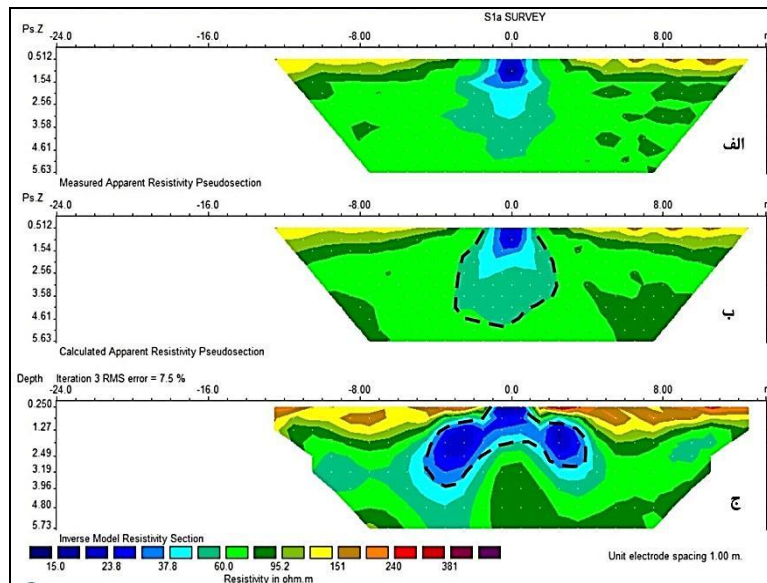 S1a SURVEY
Ps.Z -24.0 -16.0 -8.00 0.0 8.00 m
0.512
1.54
2.56
3.58
4.61
5.63
الف
Measured Apparent Resistivity Pseudosection
Ps.Z -24.0 -16.0 -8.00 0.0 8.00 m
0.512
1.54
2.56
3.58
4.61
5.63
ب
Calculated Apparent Resistivity Pseudosection
Depth Iteration 3 RMS error = 7.5 %
-24.0 -16.0 -8.00 0.0 8.00 m
0.250
1.27
2.49
3.19
3.96
4.80
5.73
ج
Inverse Model Resistivity Section
15.0 23.8 37.8 60.0 95.2 151 240 381
Resistivity in ohm.m
Unit electrode spacing 1.00 m.